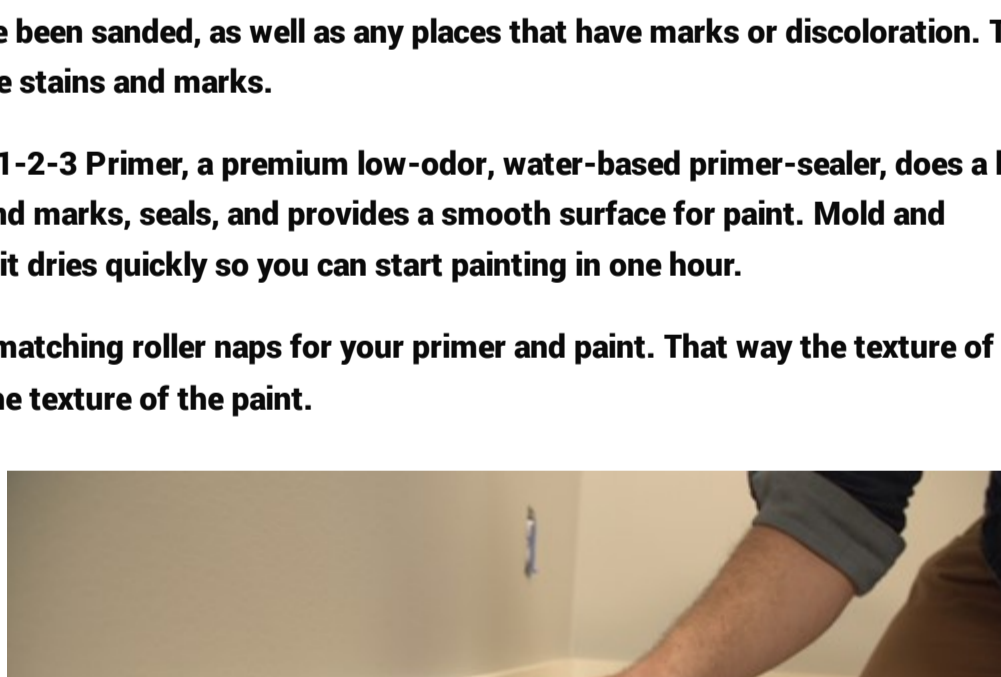 been sanded, as well as any places that have marks or discoloration.
stains and marks.
1-2-3 Primer, a premium low-odor, water-based primer-sealer, does a
marks, seals, and provides a smooth surface for paint. Mold and
it dries quickly so you can start painting in one hour.
matching roller naps for your primer and paint. That way the texture of
texture of the paint.